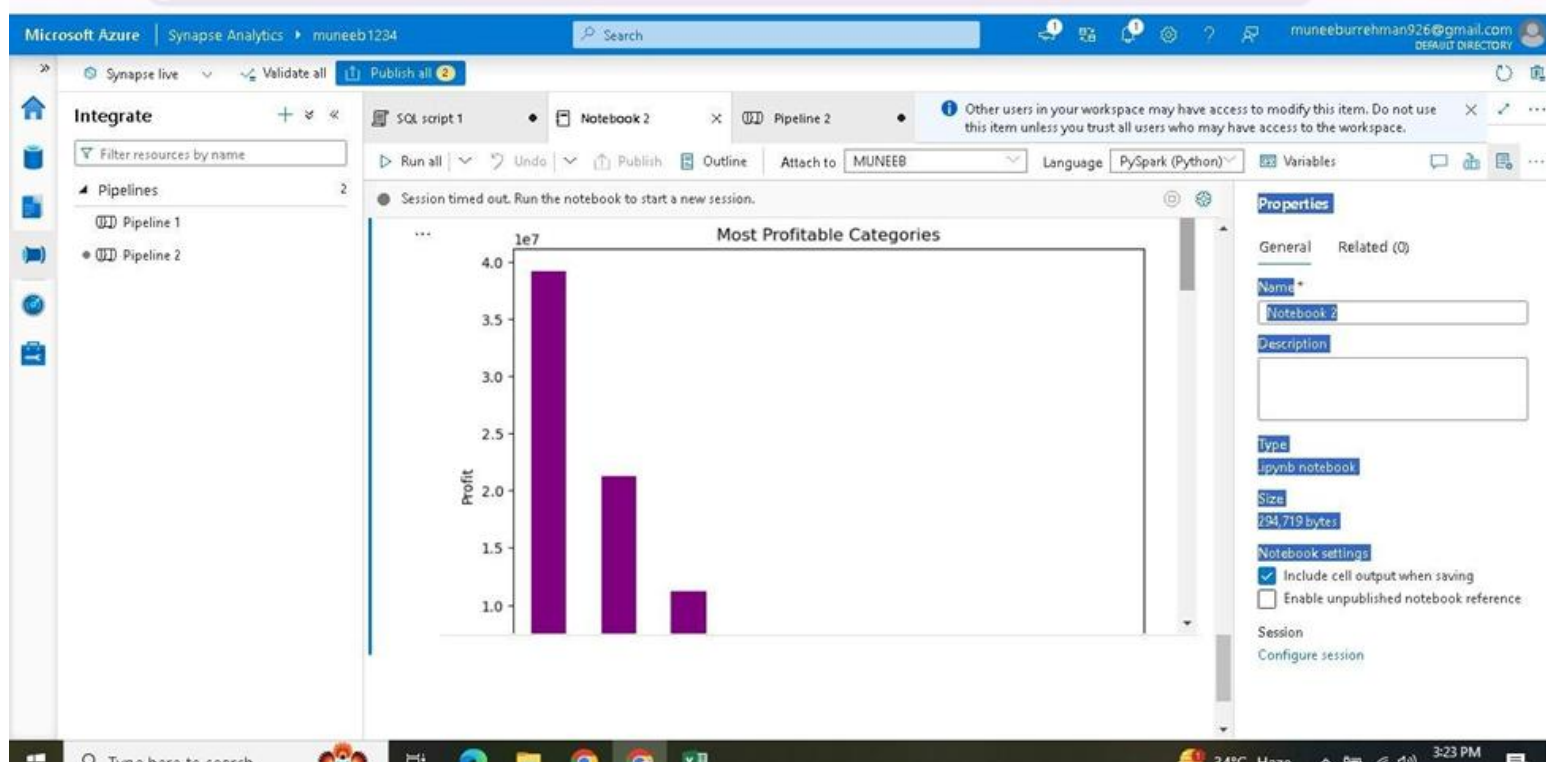 Microsoft Azure | Synapse Analytics ▸ muneeb1234
Search
muneeburrehman926@gmail.com
DEFAULT DIRECTORY
1
1
Synapse live
Validate all
Publish all 2
Integrate
Filter resources by name
Pipelines 2
Pipeline 1
Pipeline 2
SQL script 1
Notebook 2
Pipeline 2
Other users in your workspace may have access to modify this item. Do not use
this item unless you trust all users who may have access to the workspace.
Run all
Undo
Publish
Outline
Attach to MUNEEB
Language PySpark (Python)
Variables
Session timed out. Run the notebook to start a new session.
Most Profitable Categories
1e7
4.0
3.5
3.0
2.5
2.0
1.5
1.0
Profit
Properties
General Related (0)
Name *
Notebook 2
Description
Type
.ipynb notebook
Size
294,719 bytes
Notebook settings
Include cell output when saving
Enable unpublished notebook reference
Session
Configure session
Type here to search
34°C Haze
3:23 PM